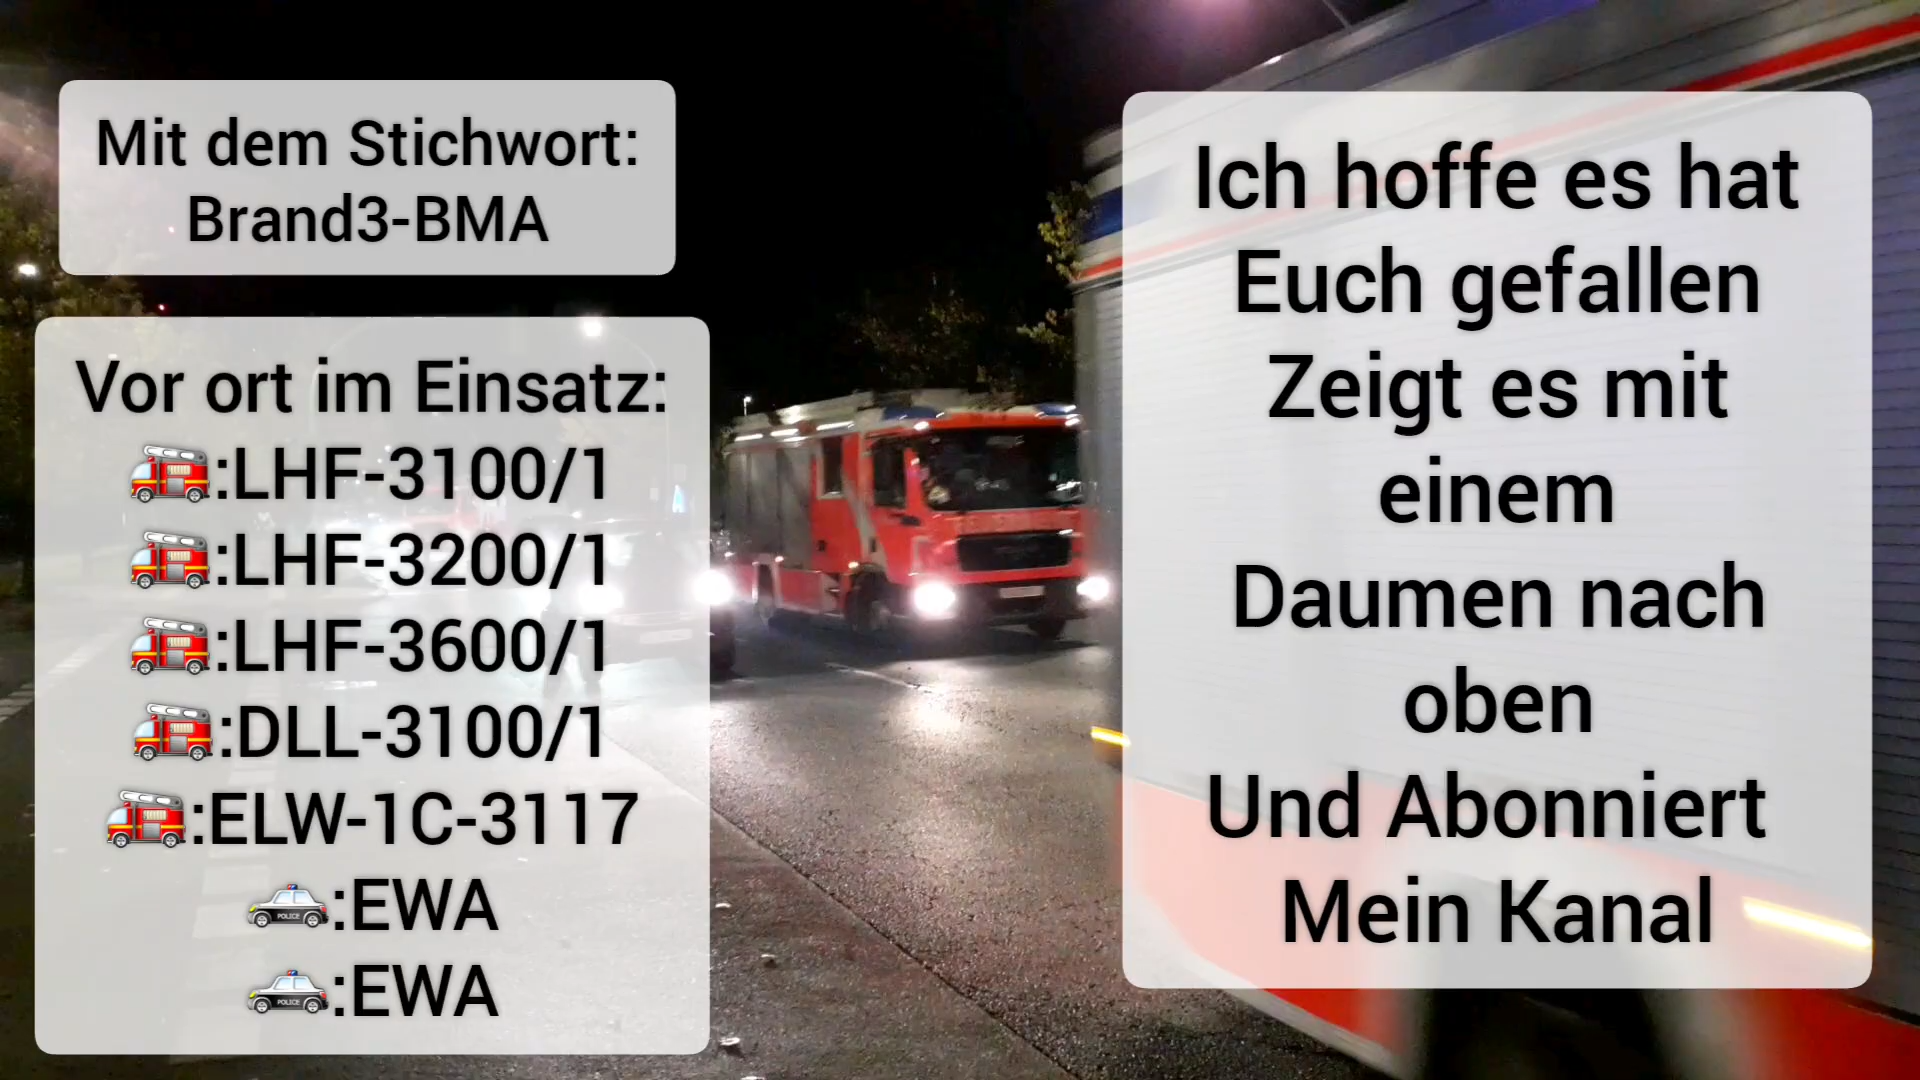 Mit dem Stichwort:
Brand3-BMA
Vor ort im Einsatz:
🚒:LHF-3100/1
🚒:LHF-3200/1
🚒:LHF-3600/1
🚒:DLL-3100/1
🚒:ELW-1C-3117
🚓:EWA
🚓:EWA
Ich hoffe es hat
Euch gefallen
Zeigt es mit
einem
Daumen nach
oben
Und Abonniert
Mein Kanal